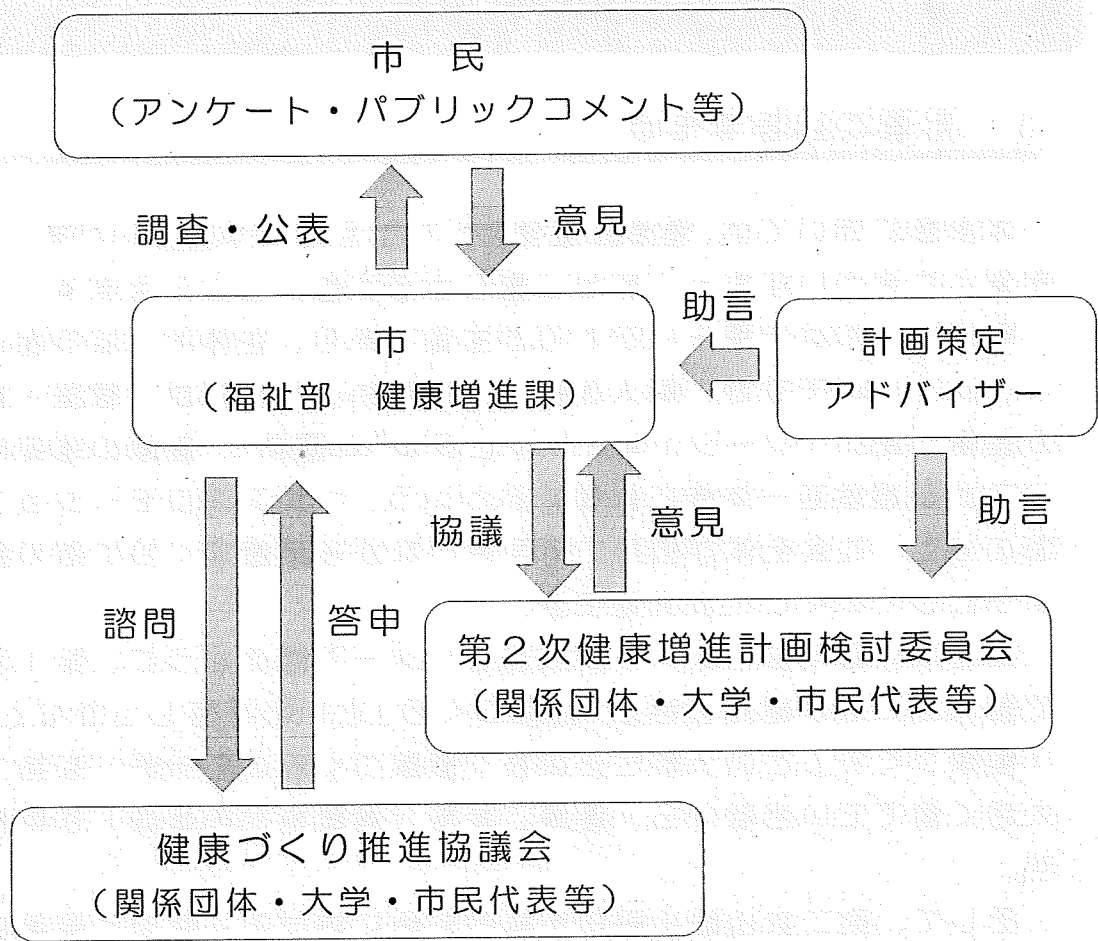 市　民
（アンケート・パブリックコメント等）
調査・公表
意見
助言
市
（福祉部　健康増進課）
計画策定
アドバイザー
協議
意見
助言
諮問
答申
第２次健康増進計画検討委員会
（関係団体・大学・市民代表等）
健康づくり推進協議会
（関係団体・大学・市民代表等）